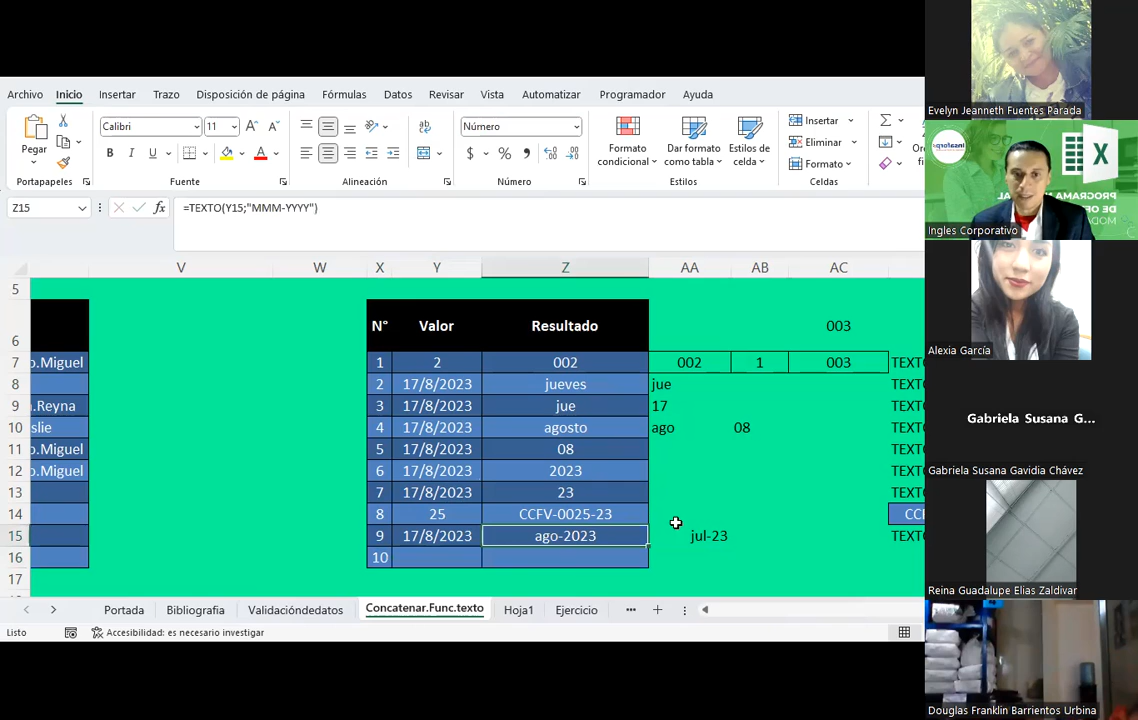 Archivo Inicio Insertar Trazo Disposición de página Fórmulas Datos Revisar Vista Automatizar Programador Ayuda
Pegar
Calibri 11
Número
Formato condicional
Dar formato como tabla
Estilos de celda
Insertar
Eliminar
Formato
Portapapeles Fuente Alineación Número Estilos Celdas
Z15 fx =TEXTO(Y15;"MMM-YYYY")
V W X Y Z AA AB AC
5
6 N° Valor Resultado 003
7 o.Miguel 1 2 002 002 1 003 TEXTO
8 2 17/8/2023 jueves jue
9 .Reyna 3 17/8/2023 jue 17
10 slie 4 17/8/2023 agosto ago 08
11 o.Miguel 5 17/8/2023 08
12 o.Miguel 6 17/8/2023 2023
13 7 17/8/2023 23
14 8 25 CCFV-0025-23
15 9 17/8/2023 ago-2023 jul-23
16 10
17
Portada Bibliografia Validacióndedatos Concatenar.Func.texto Hoja1 Ejercicio
Listo Accesibilidad: es necesario investigar
Evelyn Jeanneth Fuentes Parada
Ingles Corporativo
Alexia García
Gabriela Susana G...
Gabriela Susana Gavidia Chávez
Reina Guadalupe Elias Zaldivar
Douglas Franklin Barrientos Urbina